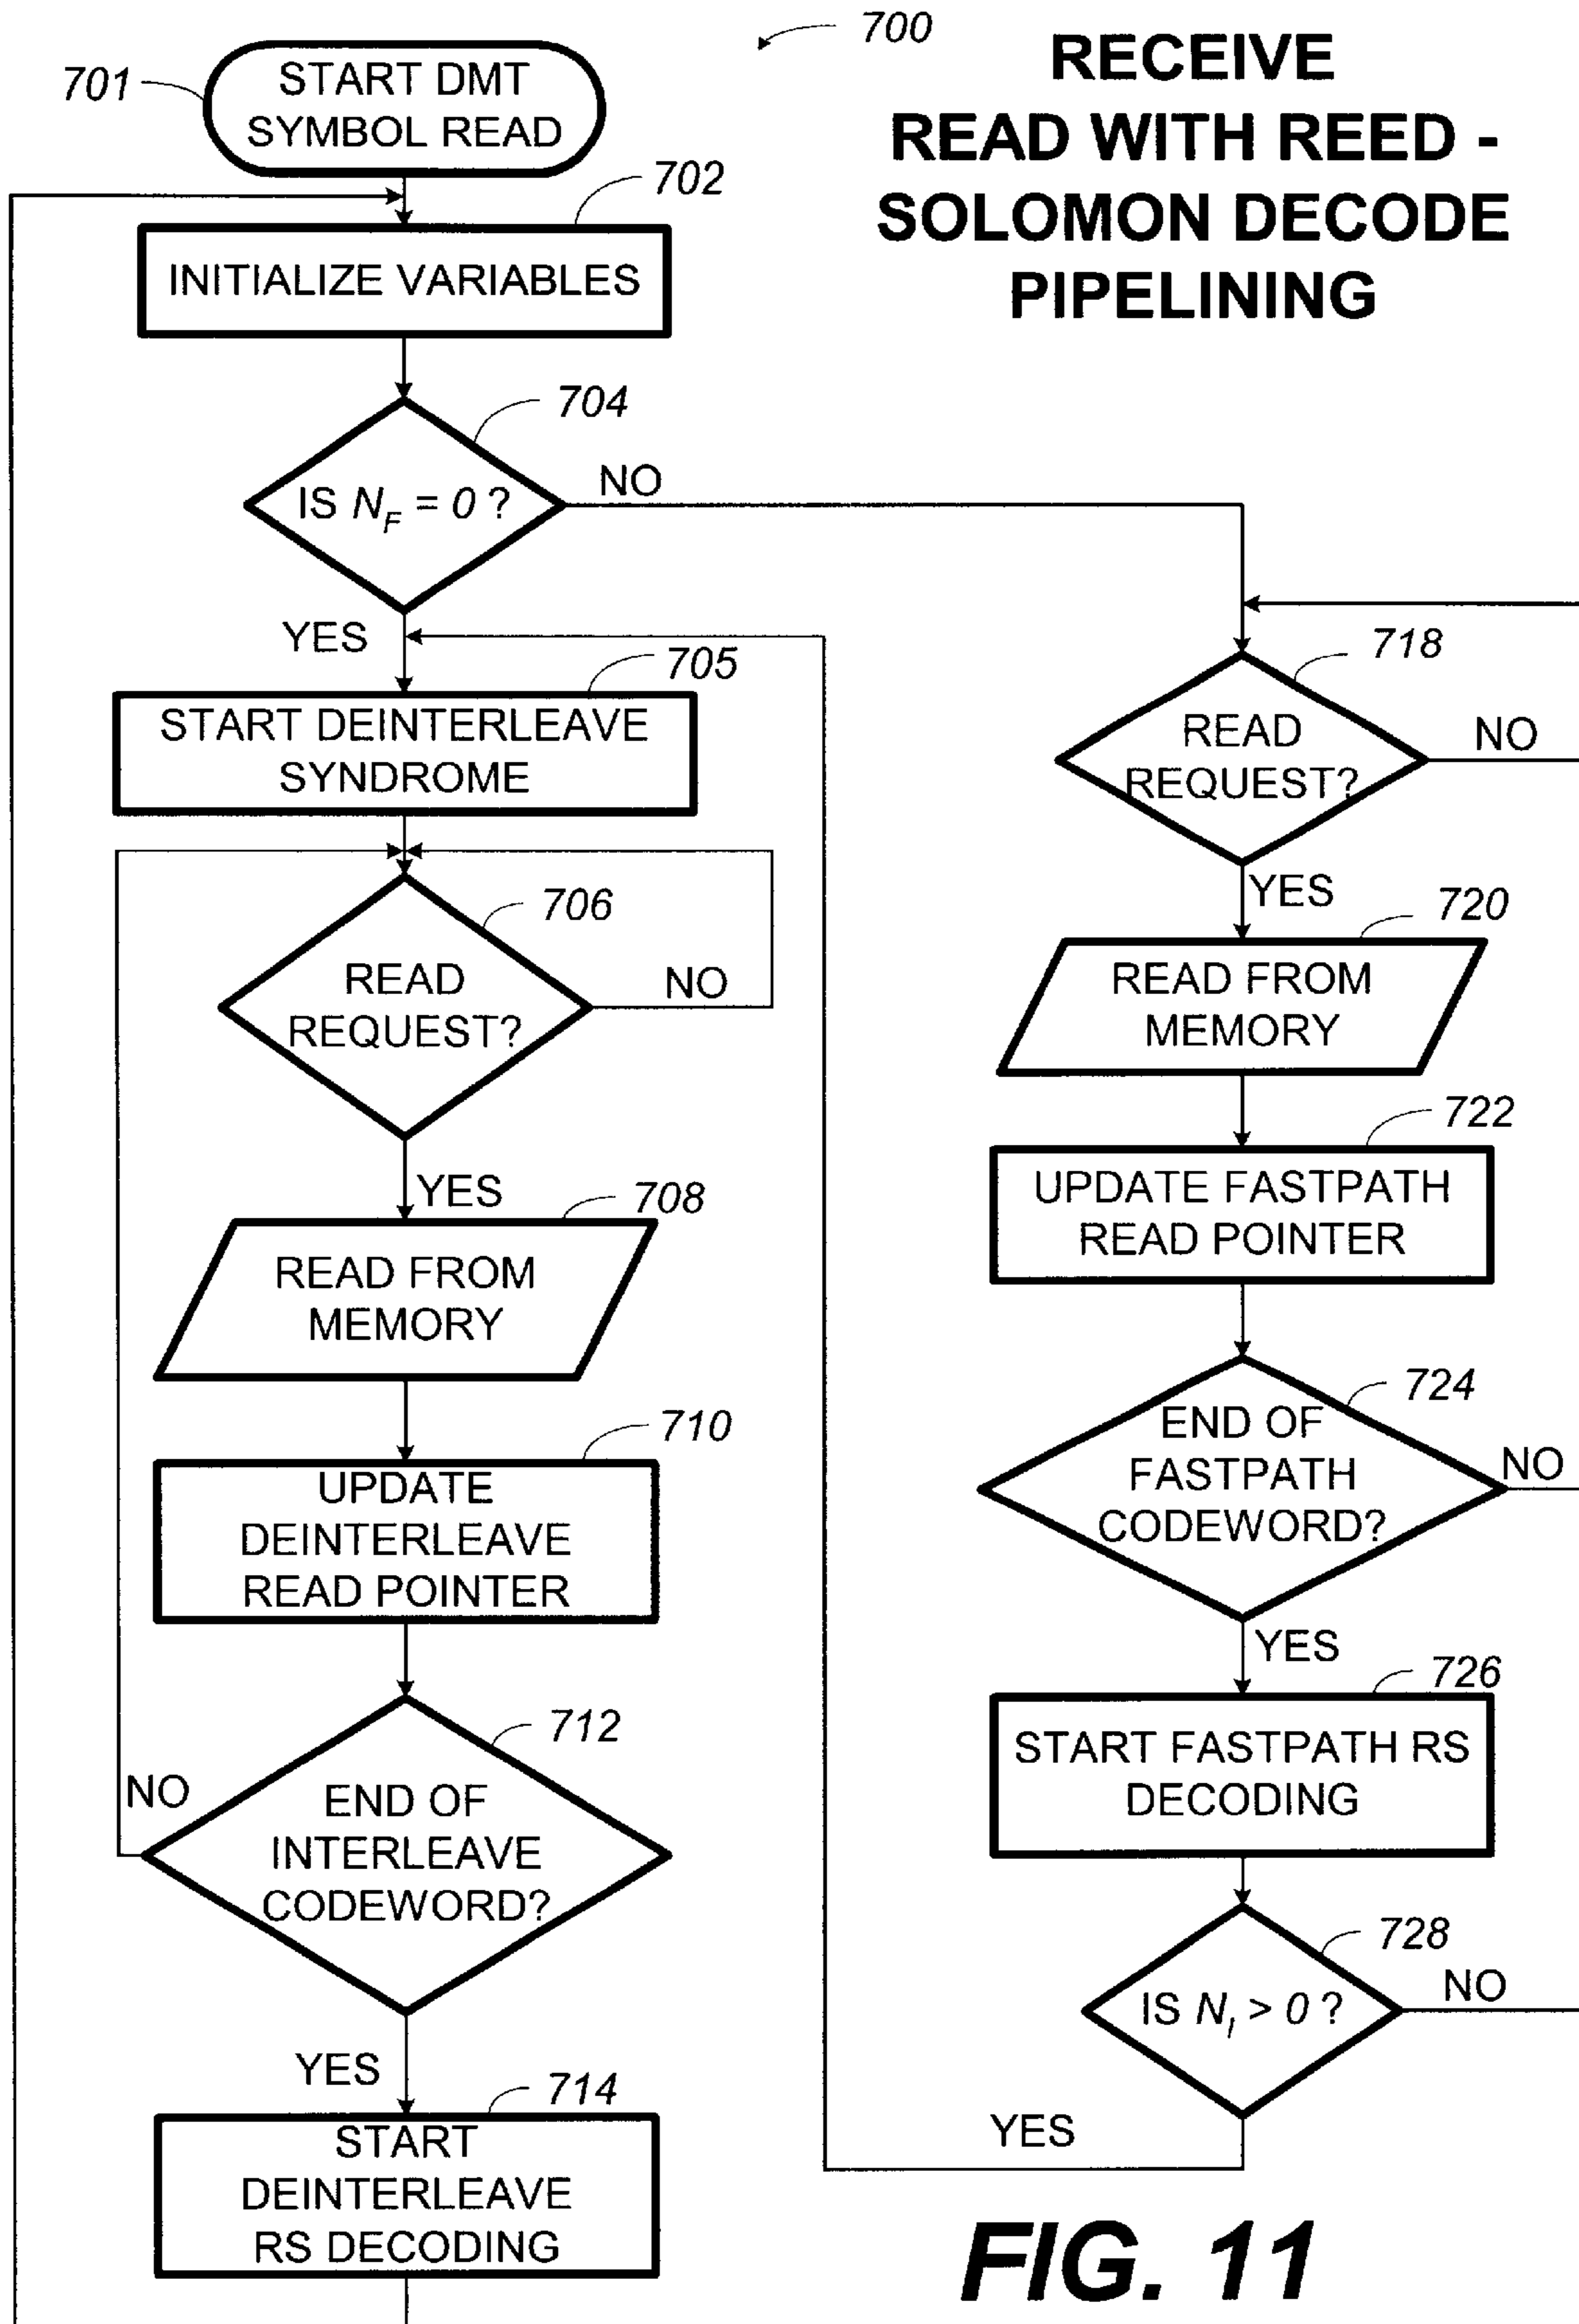 700
RECEIVE
READ WITH REED -
SOLOMON DECODE
PIPELINING
701
START DMT
SYMBOL READ
702
INITIALIZE VARIABLES
704
IS N_F = 0 ?
NO
YES
705
START DEINTERLEAVE
SYNDROME
706
READ
REQUEST?
NO
YES
708
READ FROM
MEMORY
710
UPDATE
DEINTERLEAVE
READ POINTER
712
NO
END OF
INTERLEAVE
CODEWORD?
YES
714
START
DEINTERLEAVE
RS DECODING
718
READ
REQUEST?
NO
YES
720
READ FROM
MEMORY
722
UPDATE FASTPATH
READ POINTER
724
END OF
FASTPATH
CODEWORD?
NO
YES
726
START FASTPATH RS
DECODING
728
IS N_I > 0 ?
NO
YES
FIG. 11